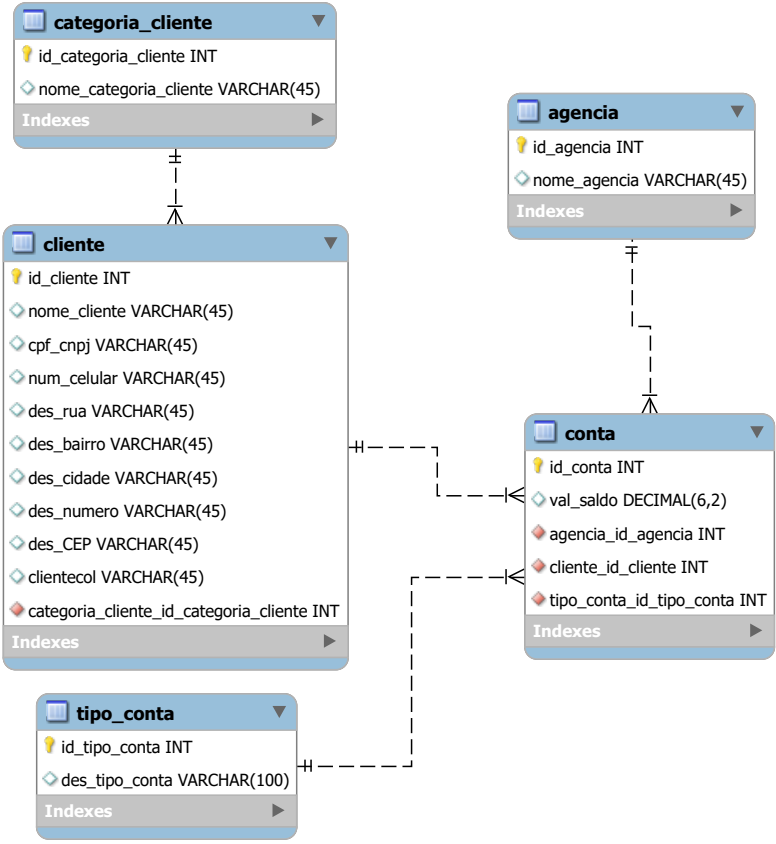 categoria_cliente
id_categoria_cliente INT
nome_categoria_cliente VARCHAR(45)
Indexes
agencia
id_agencia INT
nome_agencia VARCHAR(45)
Indexes
cliente
id_cliente INT
nome_cliente VARCHAR(45)
cpf_cnpj VARCHAR(45)
num_celular VARCHAR(45)
des_rua VARCHAR(45)
des_bairro VARCHAR(45)
des_cidade VARCHAR(45)
des_numero VARCHAR(45)
des_CEP VARCHAR(45)
clientecol VARCHAR(45)
categoria_cliente_id_categoria_cliente INT
Indexes
conta
id_conta INT
val_saldo DECIMAL(6,2)
agencia_id_agencia INT
cliente_id_cliente INT
tipo_conta_id_tipo_conta INT
Indexes
tipo_conta
id_tipo_conta INT
des_tipo_conta VARCHAR(100)
Indexes